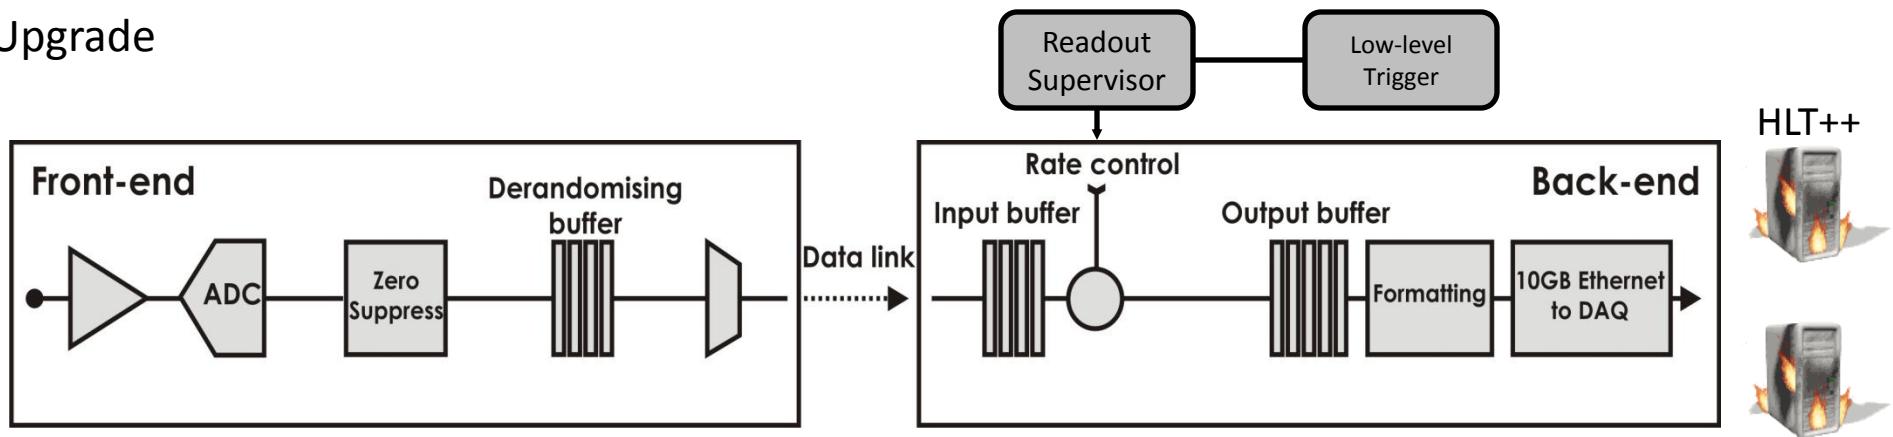 Upgrade
Readout
Supervisor
Low-level
Trigger
HLT++
Front-end
Derandomising
buffer
ADC
Zero
Suppress
Data link
Rate control
Back-end
Input buffer
Output buffer
Formatting
10GB Ethernet
to DAQ